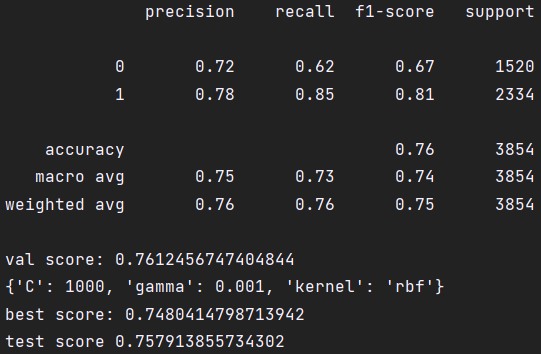 precision recall f1-score support
0 0.72 0.62 0.67 1520
1 0.78 0.85 0.81 2334
accuracy 0.76 3854
macro avg 0.75 0.73 0.74 3854
weighted avg 0.76 0.76 0.75 3854
val score: 0.7612456747404844
{'C': 1000, 'gamma': 0.001, 'kernel': 'rbf'}
best score: 0.7480414798713942
test score 0.757913855734302